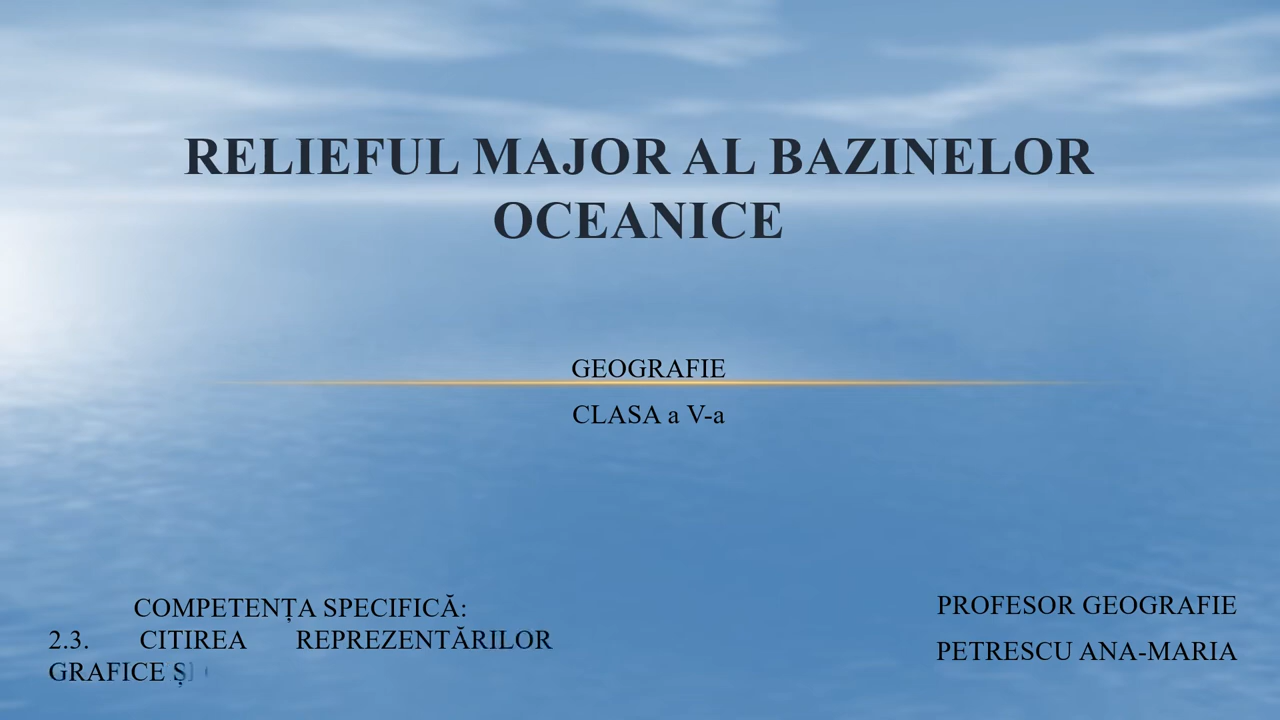 RELIEFUL MAJOR AL BAZINELOR
OCEANICE
GEOGRAFIE
CLASA a V-a
COMPETENȚA SPECIFICĂ:
2.3. CITIREA REPREZENTĂRILOR
GRAFICE ȘI
PROFESOR GEOGRAFIE
PETRESCU ANA-MARIA